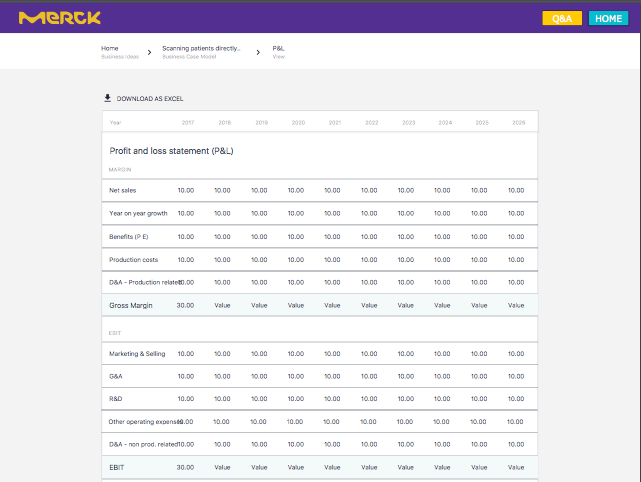 MERCK
Q&A HOME
Home Scanning patients directly.. P&L
Business Ideas Business Case Model View
DOWNLOAD AS EXCEL
Year 2017 2018 2019 2020 2021 2022 2023 2024 2025 2026
Profit and loss statement (P&L)
MARGIN
Net sales 10.00 10.00 10.00 10.00 10.00 10.00 10.00 10.00 10.00 10.00
Year on year growth 10.00 10.00 10.00 10.00 10.00 10.00 10.00 10.00 10.00 10.00
Benefits (P E) 10.00 10.00 10.00 10.00 10.00 10.00 10.00 10.00 10.00 10.00
Production costs 10.00 10.00 10.00 10.00 10.00 10.00 10.00 10.00 10.00 10.00
D&A - Production related 10.00 10.00 10.00 10.00 10.00 10.00 10.00 10.00 10.00 10.00
Gross Margin 30.00 Value Value Value Value Value Value Value Value Value
EBIT
Marketing & Selling 10.00 10.00 10.00 10.00 10.00 10.00 10.00 10.00 10.00 10.00
G&A 10.00 10.00 10.00 10.00 10.00 10.00 10.00 10.00 10.00 10.00
R&D 10.00 10.00 10.00 10.00 10.00 10.00 10.00 10.00 10.00 10.00
Other operating expenses 10.00 10.00 10.00 10.00 10.00 10.00 10.00 10.00 10.00 10.00
D&A - non prod. related 10.00 10.00 10.00 10.00 10.00 10.00 10.00 10.00 10.00 10.00
EBIT 30.00 Value Value Value Value Value Value Value Value Value